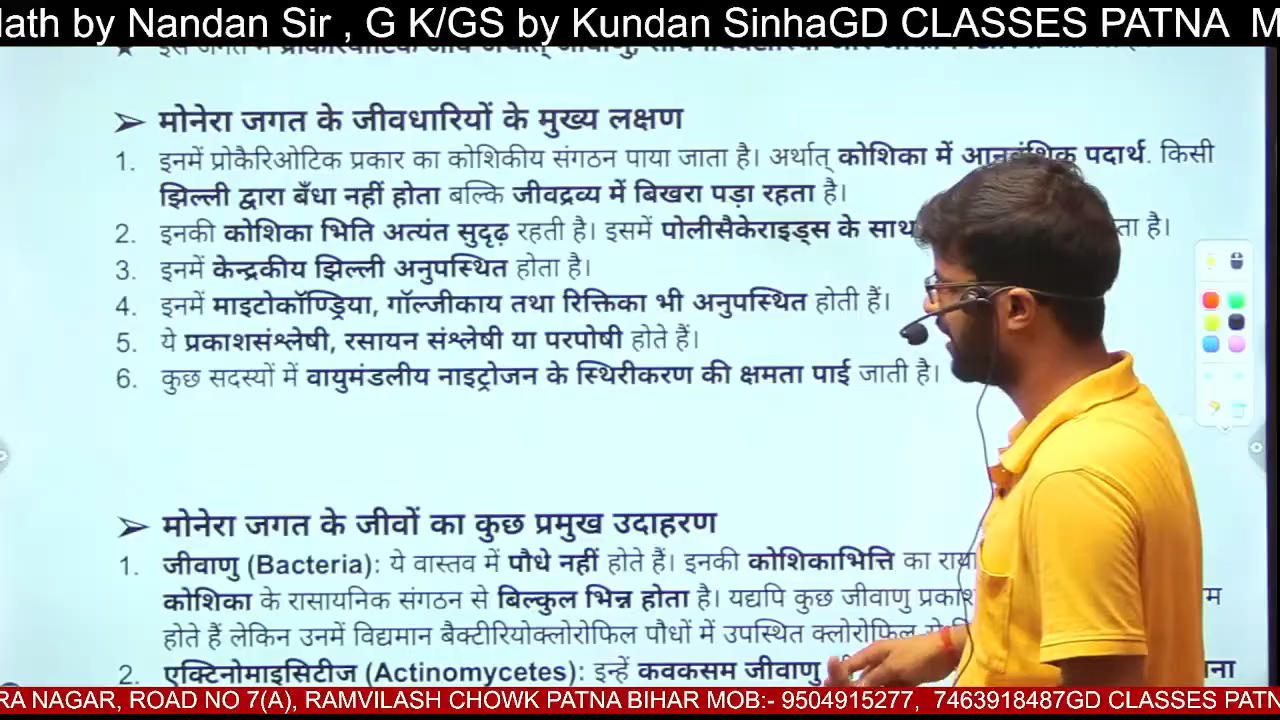 Math by Nandan Sir , G K/GS by Kundan SinhaGD CLASSES PATNA M
➢ मोनेरा जगत के जीवधारियों के मुख्य लक्षण
1. इनमें प्रोकैरिओटिक प्रकार का कोशिकीय संगठन पाया जाता है। अर्थात् कोशिका में आनुवंशिक पदार्थ. किसी
झिल्ली द्वारा बँधा नहीं होता बल्कि जीवद्रव्य में बिखरा पड़ा रहता है।
2. इनकी कोशिका भिति अत्यंत सुदृढ़ रहती है। इसमें पोलीसैकेराइड्स के साथ ता है।
3. इनमें केन्द्रकीय झिल्ली अनुपस्थित होता है।
4. इनमें माइटोकॉण्ड्रिया, गॉल्जीकाय तथा रिक्तिका भी अनुपस्थित होती हैं।
5. ये प्रकाशसंश्लेषी, रसायन संश्लेषी या परपोषी होते हैं।
6. कुछ सदस्यों में वायुमंडलीय नाइट्रोजन के स्थिरीकरण की क्षमता पाई जाती है।
➢ मोनेरा जगत के जीवों का कुछ प्रमुख उदाहरण
1. जीवाणु (Bacteria): ये वास्तव में पौधे नहीं होते हैं। इनकी कोशिकाभित्ति का
कोशिका के रासायनिक संगठन से बिल्कुल भिन्न होता है। यद्यपि कुछ जीवाणु
होते हैं लेकिन उनमें विद्यमान बैक्टीरियोक्लोरोफिल पौधों में उपस्थित क्लोरोफिल से
2. एक्टिनोमाइसिटीज (Actinomycetes): इन्हें कवकसम जीवाणु
RA NAGAR, ROAD NO 7(A), RAMVILASH CHOWK PATNA BIHAR MOB:- 9504915277, 7463918487GD CLASSES PATN